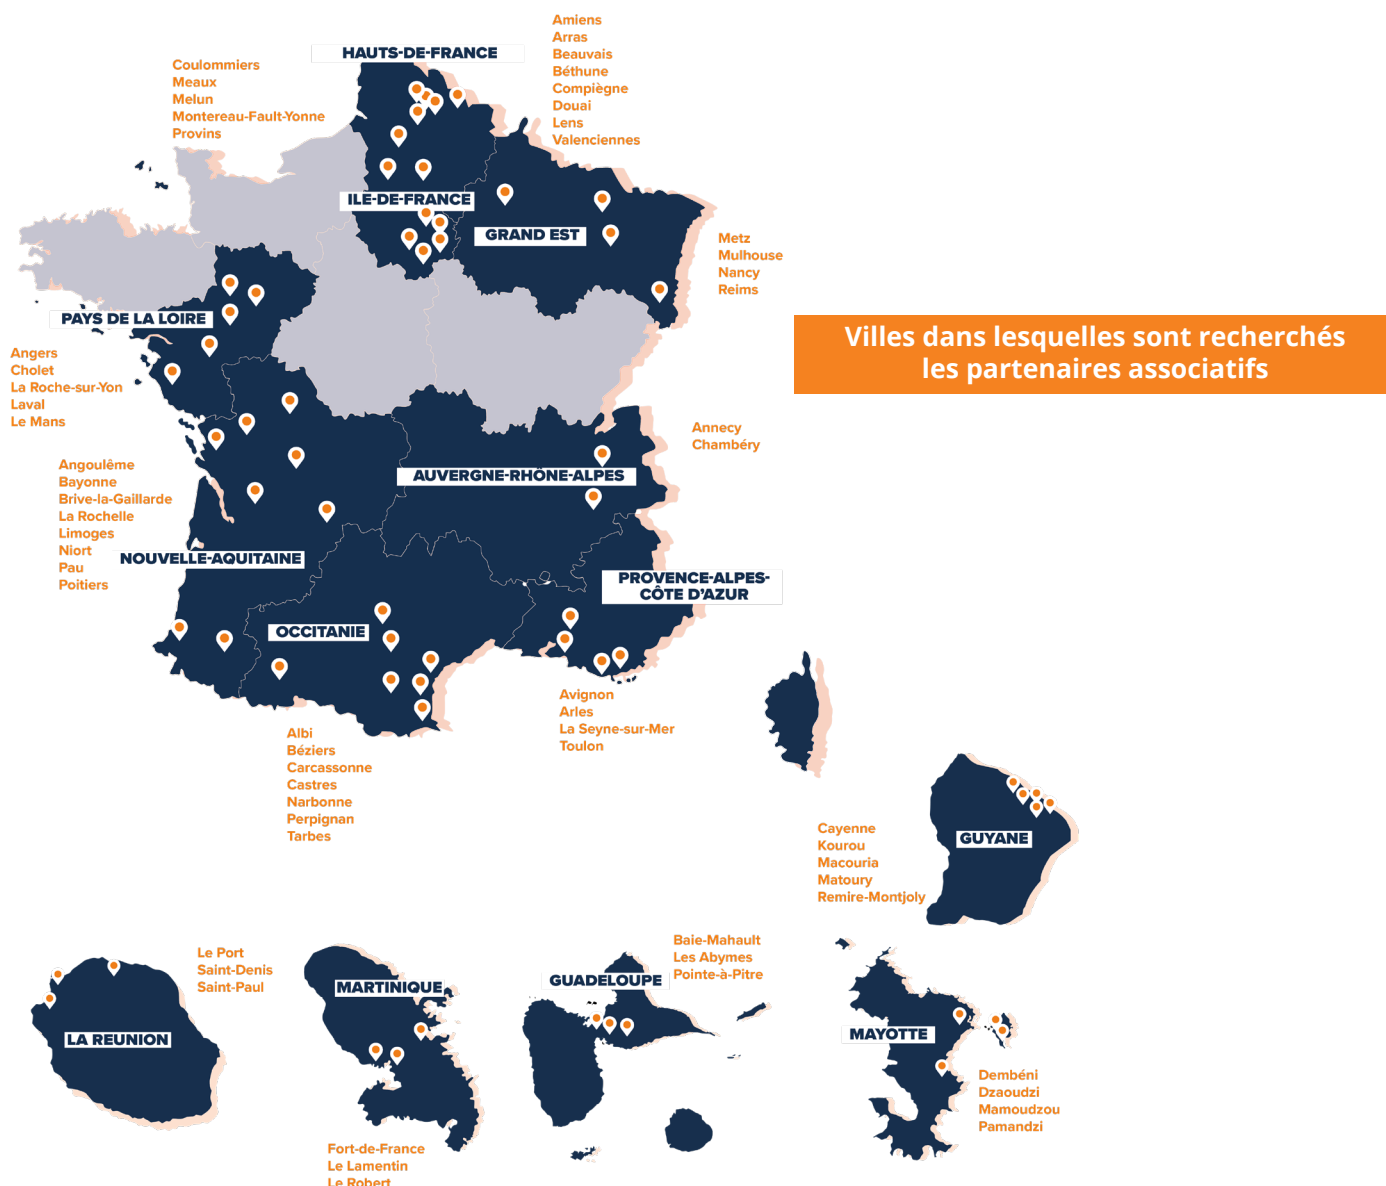 HAUTS-DE-FRANCE
Amiens
Arras
Beauvais
Béthune
Compiègne
Douai
Lens
Valenciennes
Coulommiers
Meaux
Melun
Montereau-Fault-Yonne
Provins
ILE-DE-FRANCE
GRAND EST
Metz
Mulhouse
Nancy
Reims
Villes dans lesquelles sont recherchés
les partenaires associatifs
PAYS DE LA LOIRE
Angers
Cholet
La Roche-sur-Yon
Laval
Le Mans
Annecy
Chambéry
AUVERGNE-RHÔNE-ALPES
Angoulême
Bayonne
Brive-la-Gaillarde
La Rochelle
Limoges
Niort
Pau
Poitiers
NOUVELLE-AQUITAINE
PROVENCE-ALPES-
CÔTE D'AZUR
OCCITANIE
Avignon
Arles
La Seyne-sur-Mer
Toulon
Albi
Béziers
Carcassonne
Castres
Narbonne
Perpignan
Tarbes
Cayenne
Kourou
Macouria
Matoury
Remire-Montjoly
GUYANE
Le Port
Saint-Denis
Saint-Paul
LA REUNION
MARTINIQUE
Fort-de-France
Le Lamentin
Le Robert
GUADELOUPE
Baie-Mahault
Les Abymes
Pointe-à-Pitre
MAYOTTE
Dembéni
Dzaoudzi
Mamoudzou
Pamandzi